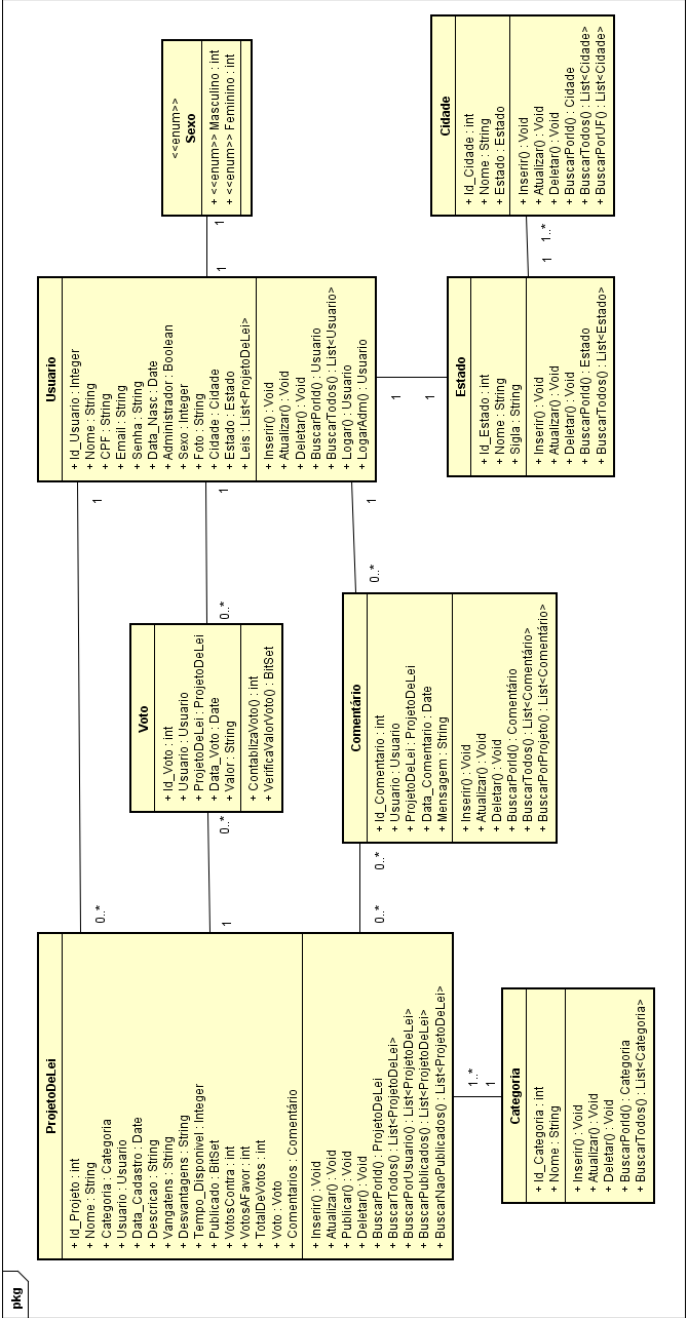 pkg
ProjetoDeLei
+ Id_Projeto : int
+ Nome : String
+ Categoria : Categoria
+ Usuario : Usuario
+ Data_Cadastro : Date
+ Descricao : String
+ Vangatens : String
+ Desvantagens : String
+ Tempo_Disponivel : Integer
+ Publicado : BitSet
+ VotosContra : int
+ VotosAFavor : int
+ TotalDeVotos : int
+ Voto : Voto
+ Comentarios : Comentário
+ Inserir() : Void
+ Atualizar() : Void
+ Publicar() : Void
+ Deletar() : Void
+ BuscarPorId() : ProjetoDeLei
+ BuscarTodos() : List<ProjetoDeLei>
+ BuscarPorUsuario() : List<ProjetoDeLei>
+ BuscarPublicados() : List<ProjetoDeLei>
+ BuscarNaoPublicados() : List<ProjetoDeLei>
0..*
1
0..*
1..*
1
Categoria
+ Id_Categoria : int
+ Nome : String
+ Inserir() : Void
+ Atualizar() : Void
+ Deletar() : Void
+ BuscarPorId() : Categoria
+ BuscarTodos() : List<Categoria>
Voto
+ Id_Voto : int
+ Usuario : Usuario
+ ProjetoDeLei : ProjetoDeLei
+ Data_Voto : Date
+ Valor : String
+ ContablizaVoto() : int
+ VerificaValorVoto() : BitSet
0..*
0..*
Comentário
+ Id_Comentario : int
+ Usuario : Usuario
+ ProjetoDeLei : ProjetoDeLei
+ Data_Comentario : Date
+ Mensagem : String
+ Inserir() : Void
+ Atualizar() : Void
+ Deletar() : Void
+ BuscarPorId() : Comentário
+ BuscarTodos() : List<Comentário>
+ BuscarPorProjeto() : List<Comentário>
0..*
0..*
Usuario
+ Id_Usuario : Integer
+ Nome : String
+ CPF : String
+ Email : String
+ Senha : String
+ Data_Nasc : Date
+ Administrador : Boolean
+ Sexo : Integer
+ Foto : String
+ Cidade : Cidade
+ Estado : Estado
+ Leis : List<ProjetoDeLei>
+ Inserir() : Void
+ Atualizar() : Void
+ Deletar() : Void
+ BuscarPorId() : Usuario
+ BuscarTodos() : List<Usuario>
+ Logar() : Usuario
+ LogarAdm() : Usuario
1
1
1
1
1
1
1
Estado
+ Id_Estado : int
+ Nome : String
+ Sigla : String
+ Inserir() : Void
+ Atualizar() : Void
+ Deletar() : Void
+ BuscarPorId() : Estado
+ BuscarTodos() : List<Estado>
1
1..*
<<enum>>
Sexo
+ <<enum>> Masculino : int
+ <<enum>> Feminino : int
Cidade
+ Id_Cidade : int
+ Nome : String
+ Estado : Estado
+ Inserir() : Void
+ Atualizar() : Void
+ Deletar() : Void
+ BuscarPorId() : Cidade
+ BuscarTodos() : List<Cidade>
+ BuscarPorUF() : List<Cidade>